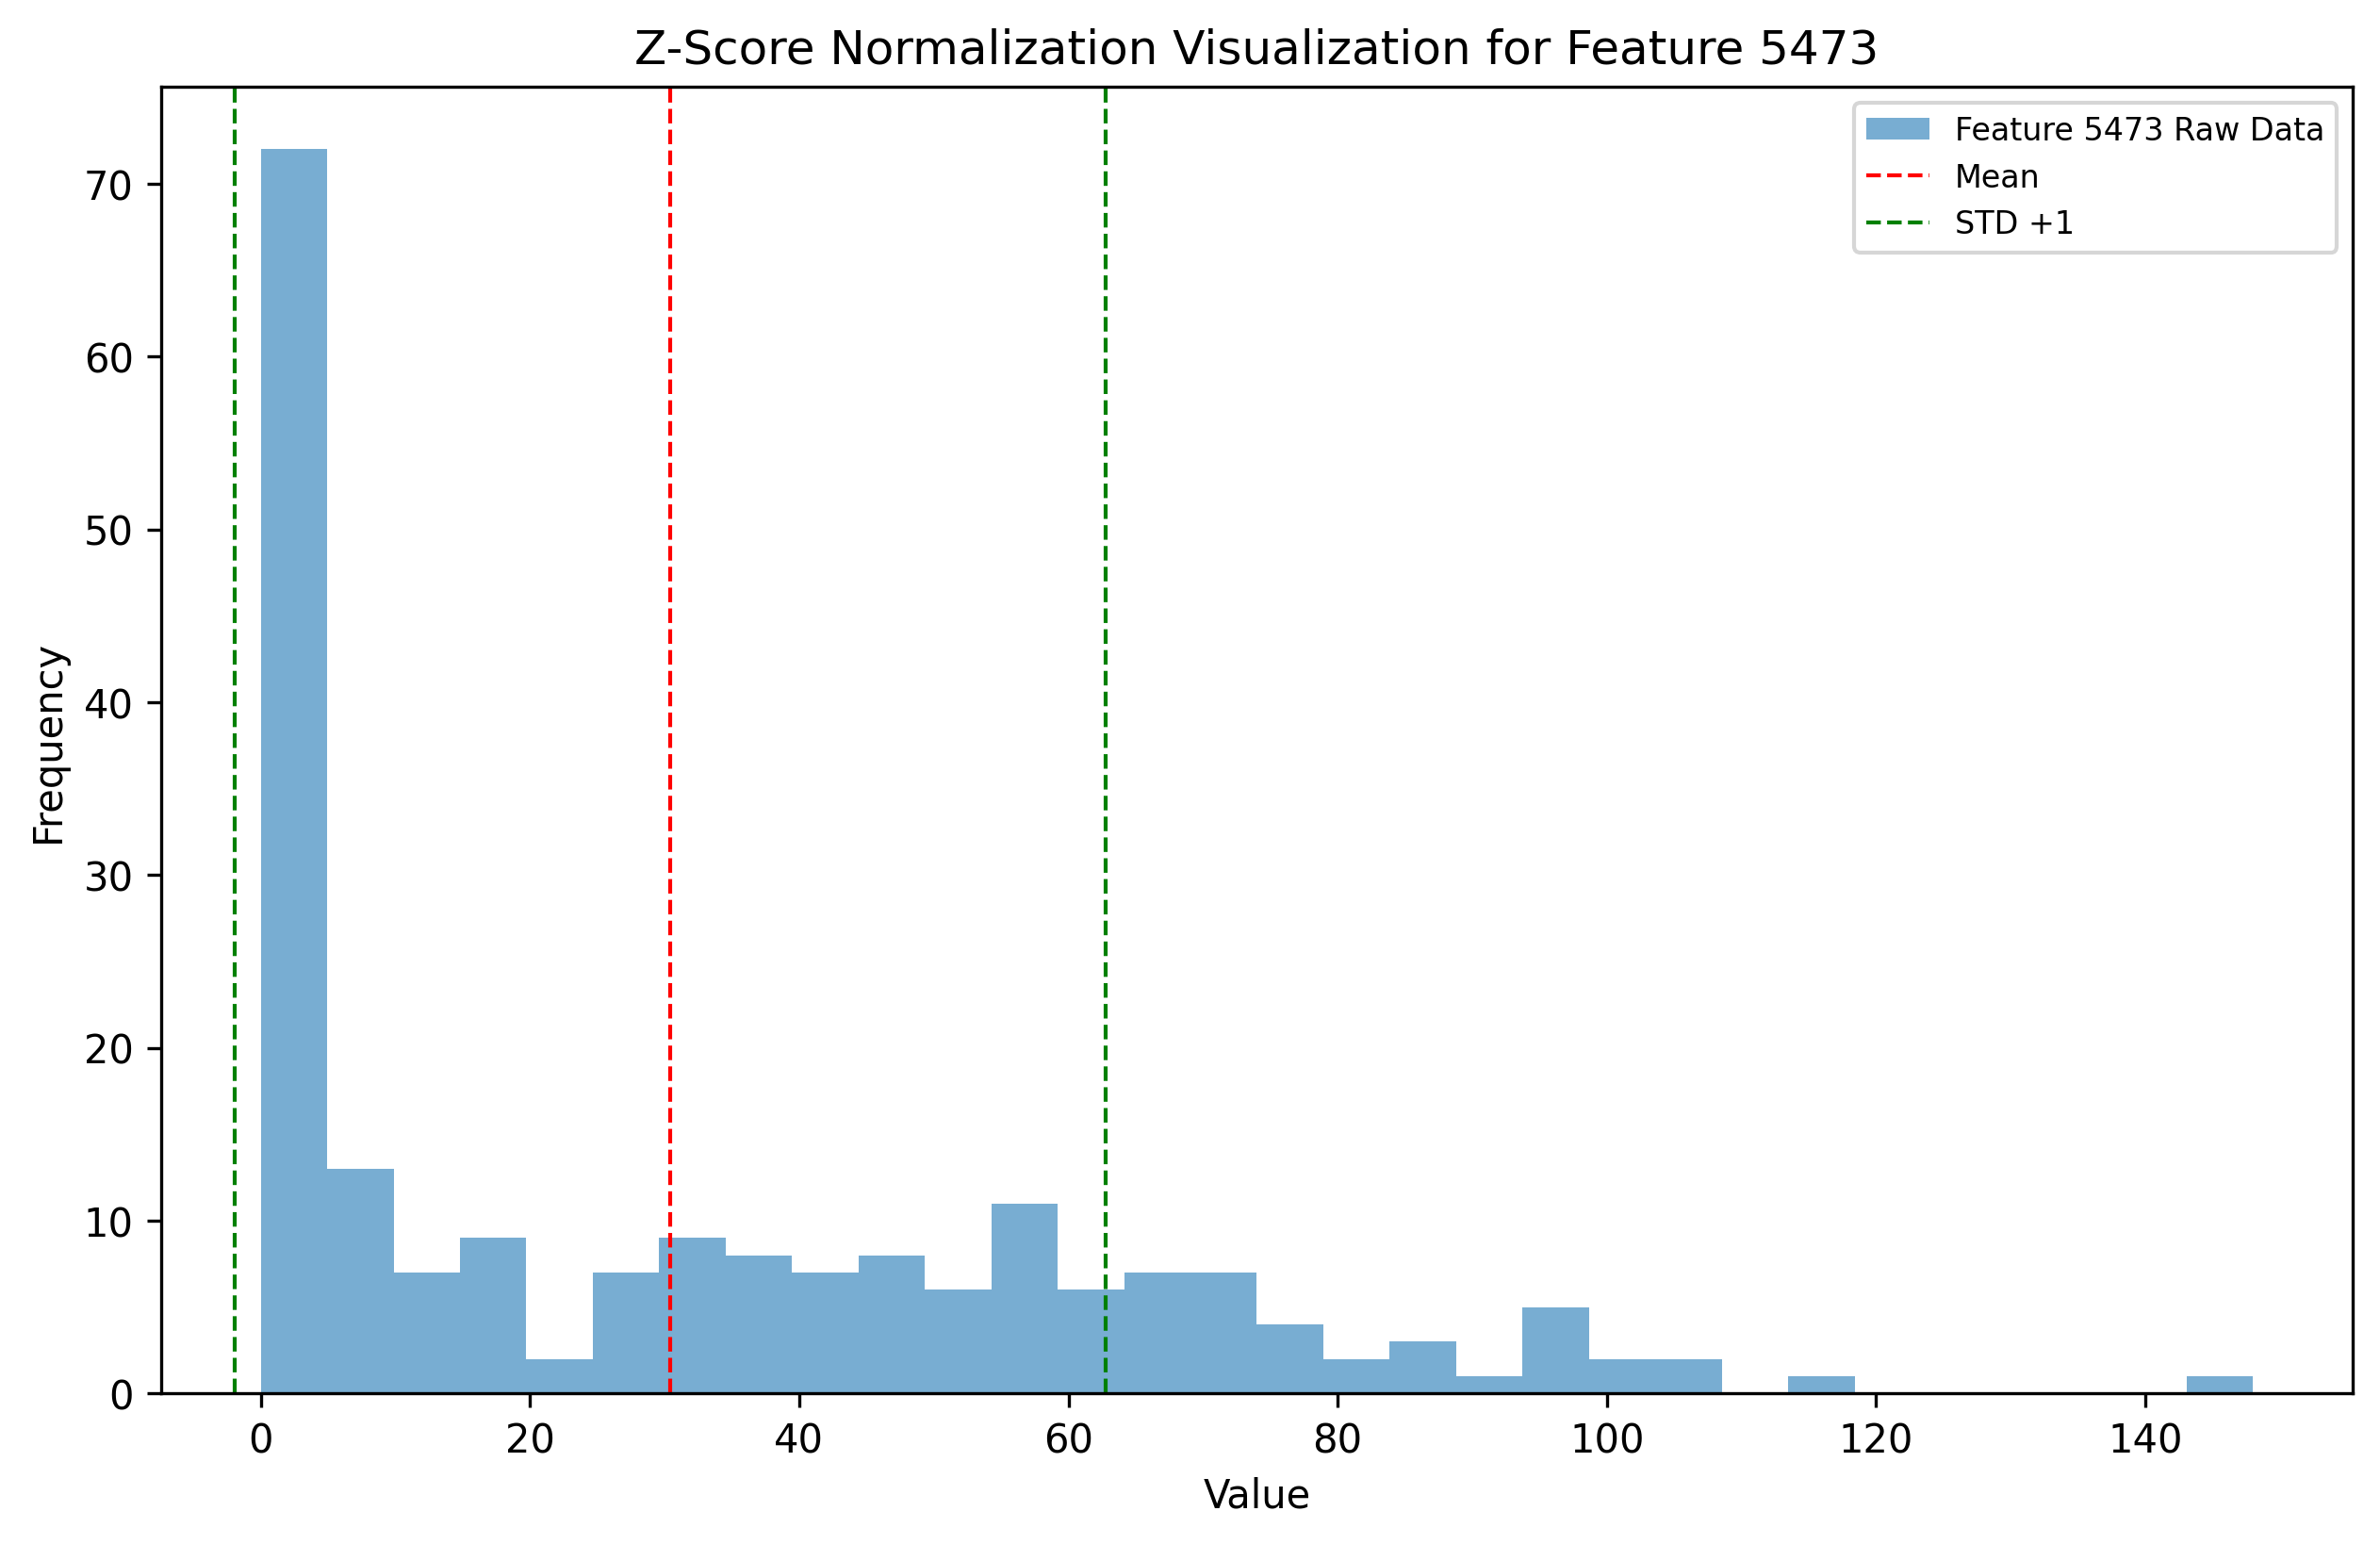 Z-Score Normalization Visualization for Feature 5473
Feature 5473 Raw Data
Mean
STD +1
Frequency
70
60
50
40
30
20
10
0
0 20 40 60 80 100 120 140
Value